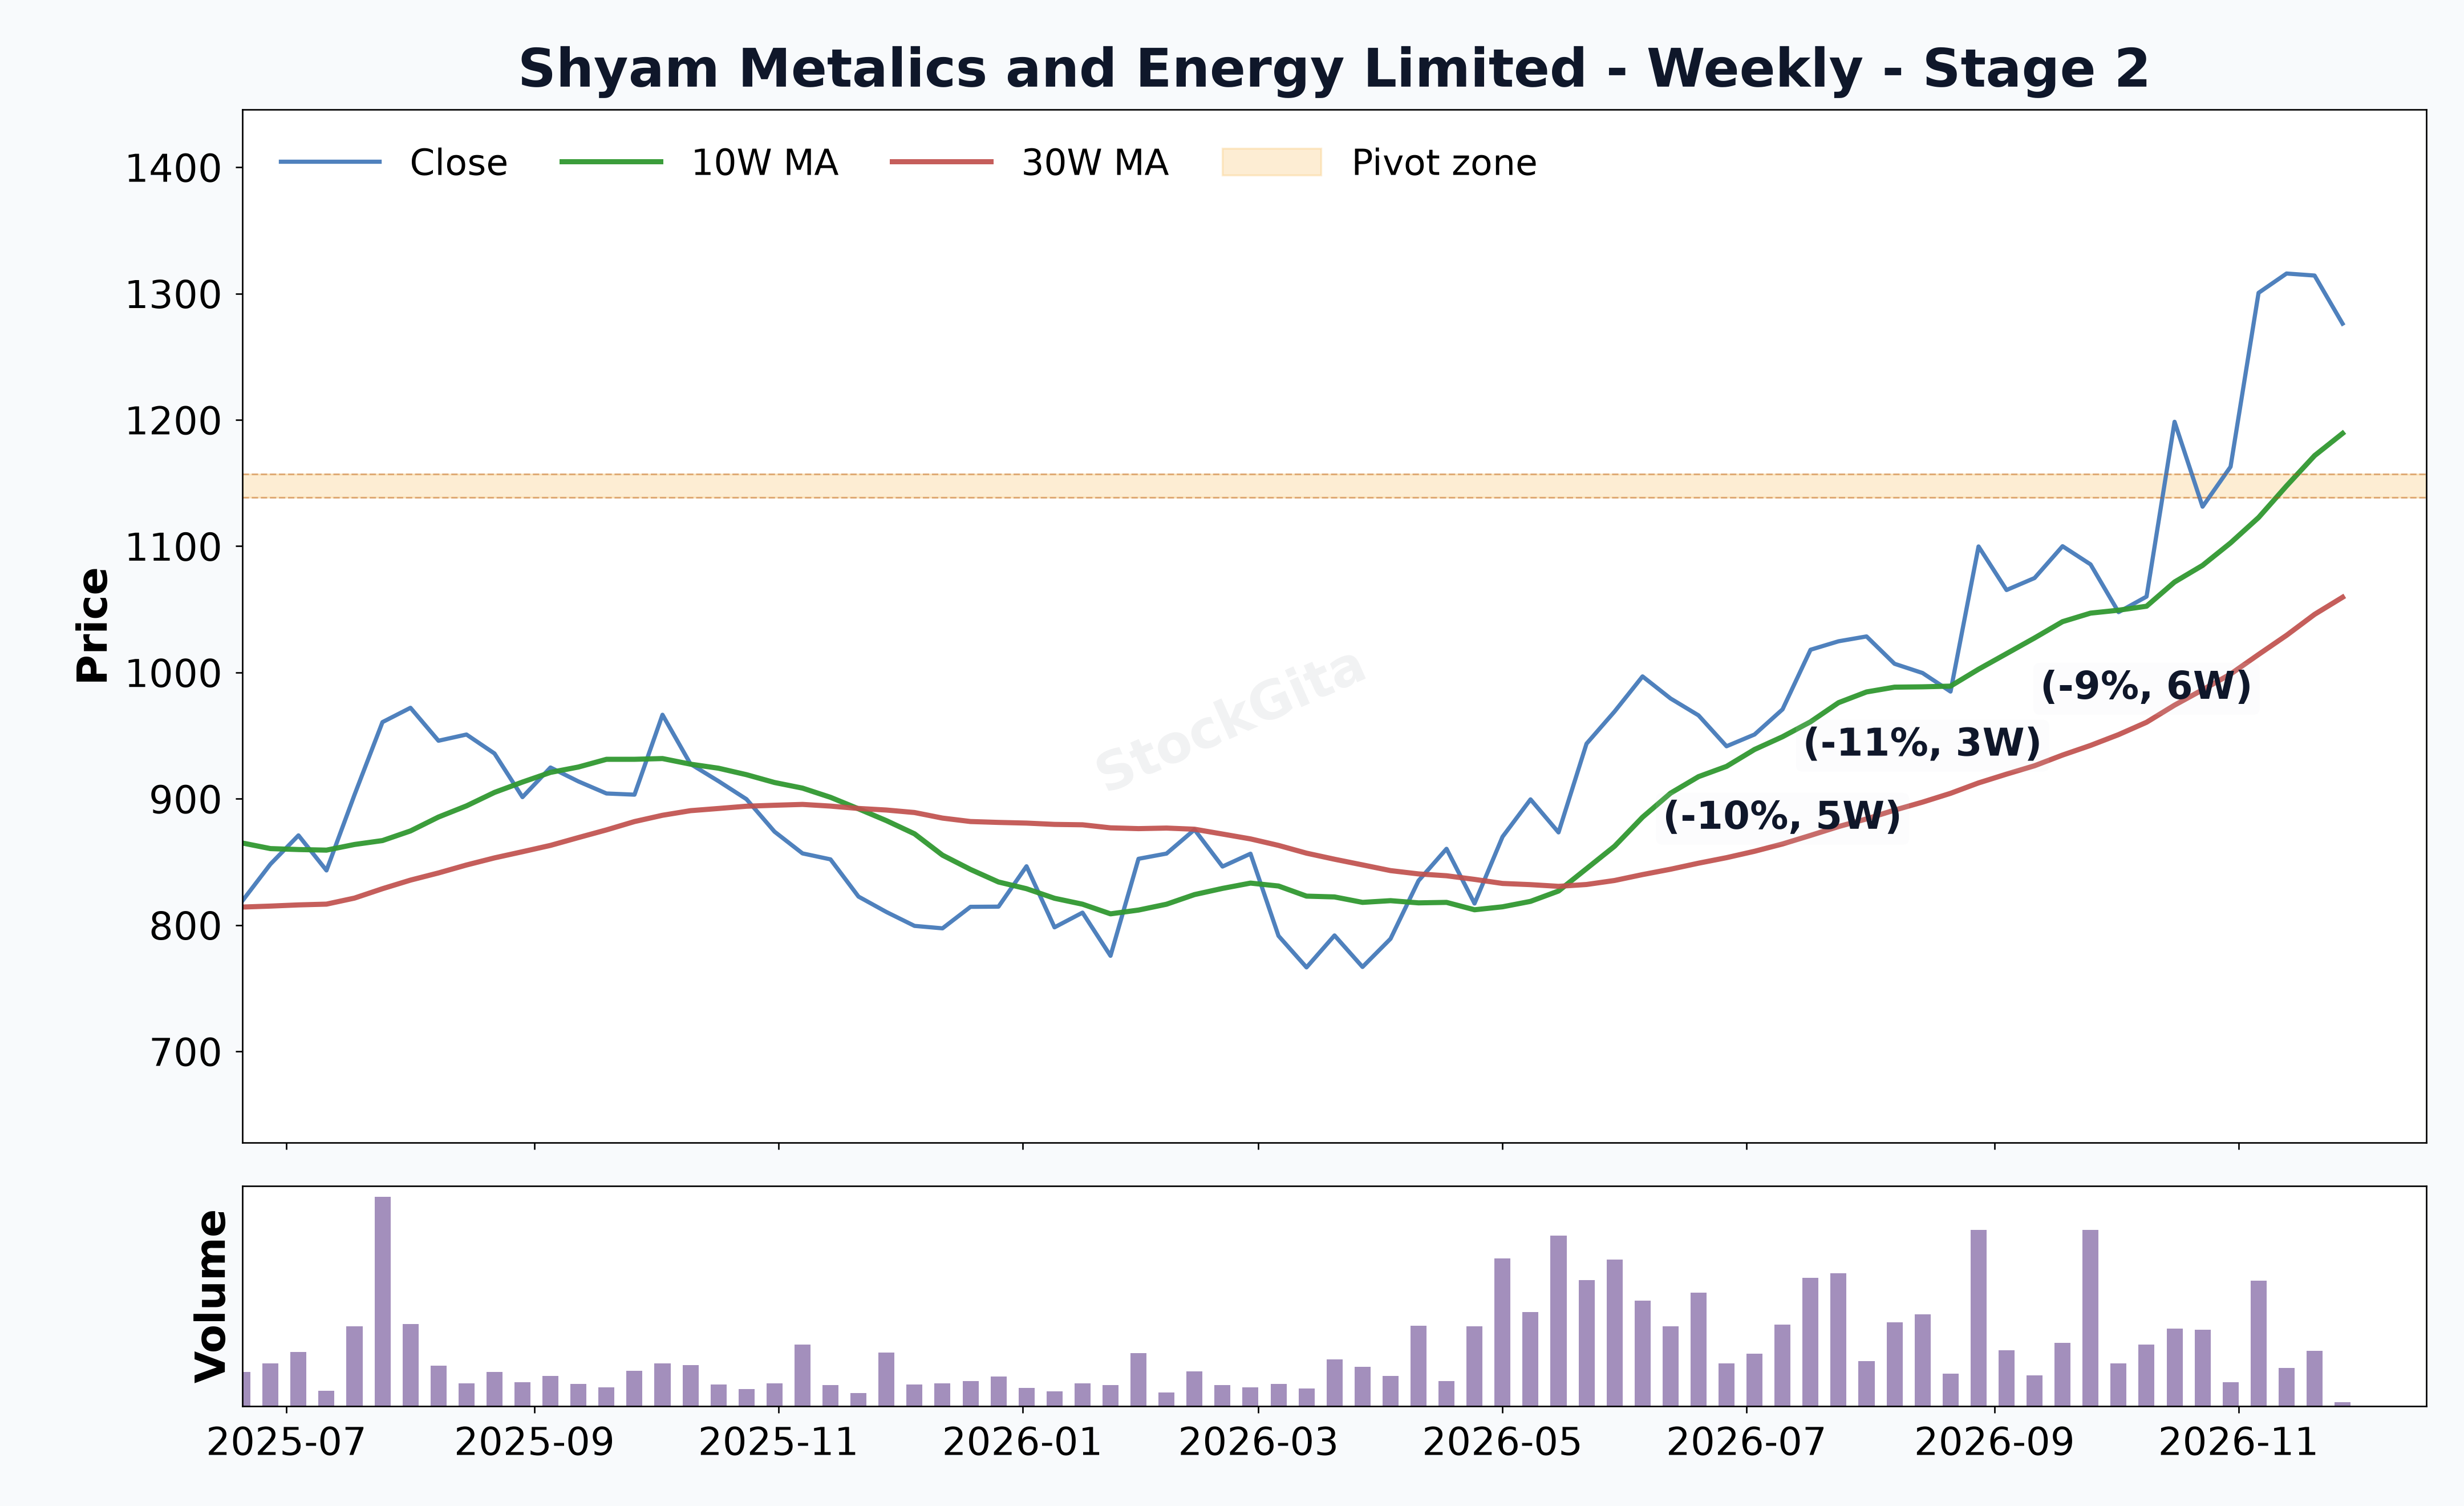 Shyam Metalics and Energy Limited - Weekly - Stage 2
Close 10W MA 30W MA Pivot zone
1400
1300
1200
1100
1000
900
800
700
Price
StockGita
(-9%, 6W)
(-11%, 3W)
(-10%, 5W)
Volume
2025-07 2025-09 2025-11 2026-01 2026-03 2026-05 2026-07 2026-09 2026-11